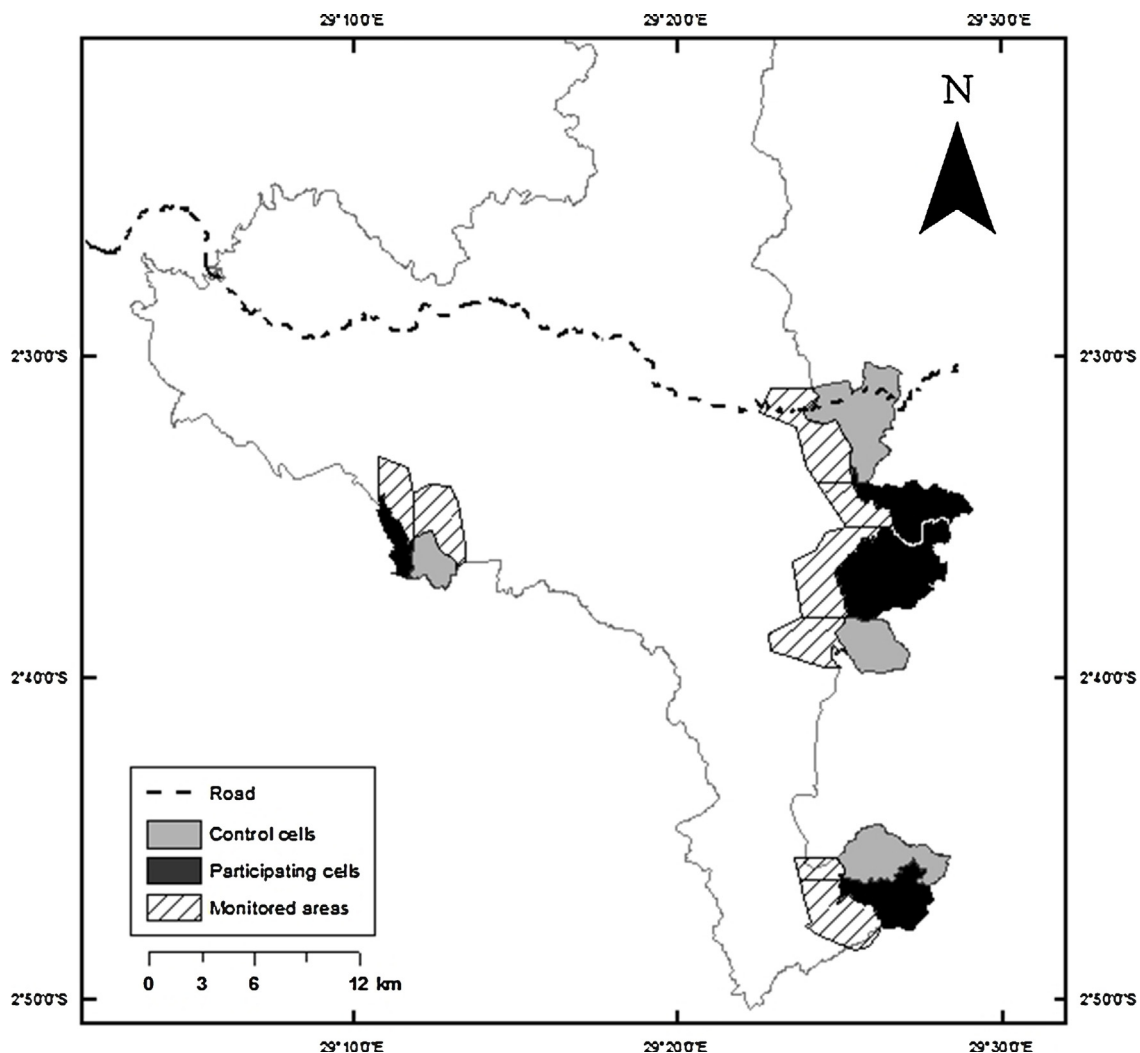 29°10'0"E 29°20'0"E 29°30'0"E
N
2°30'0"S 2°30'0"S
2°40'0"S 2°40'0"S
Road
Control cells
Participating cells
Monitored areas
0 3 6 12 km
2°50'0"S 2°50'0"S
29°10'0"E 29°20'0"E 29°30'0"E